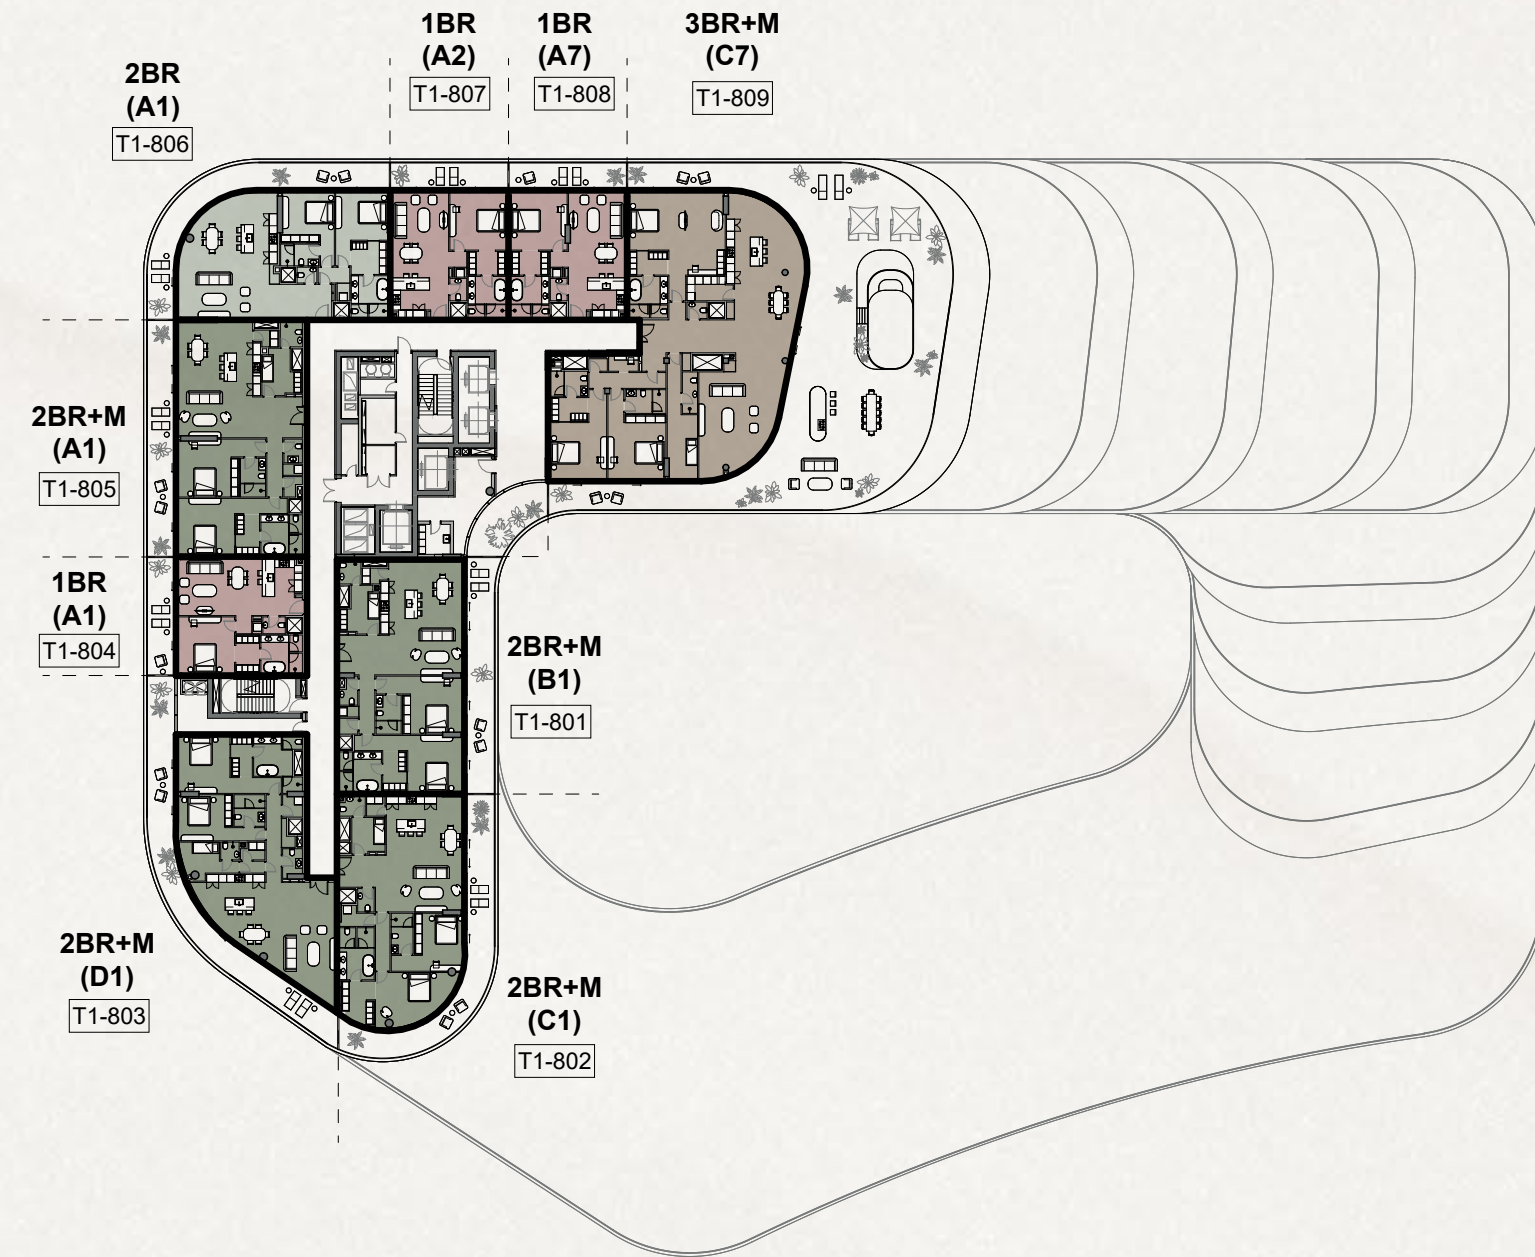 1BR
(A2)
T1-807
1BR
(A7)
T1-808
3BR+M
(C7)
T1-809
2BR
(A1)
T1-806
2BR+M
(A1)
T1-805
1BR
(A1)
T1-804
2BR+M
(B1)
T1-801
2BR+M
(D1)
T1-803
2BR+M
(C1)
T1-802